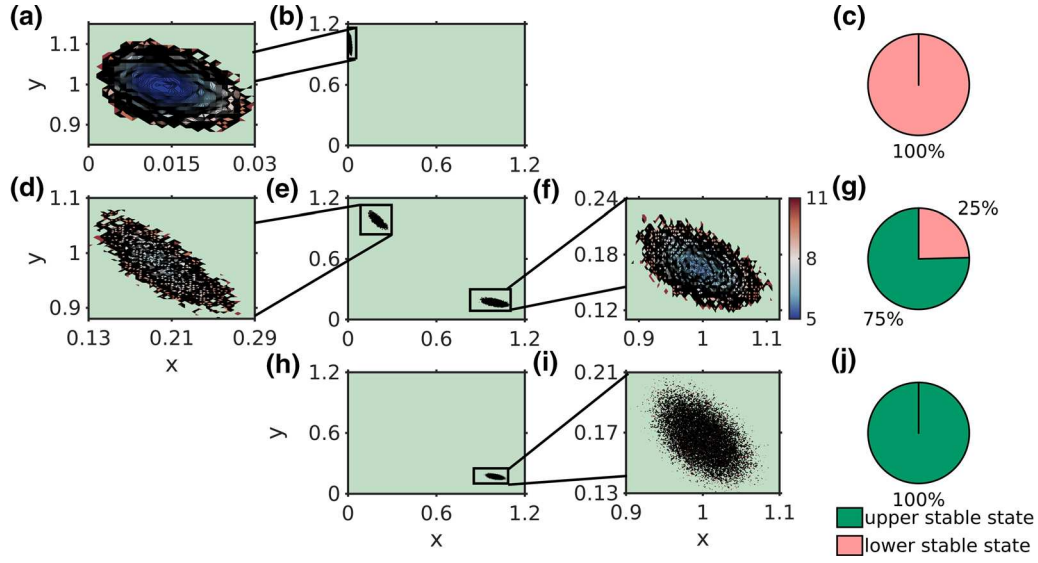 (a)
(b)
(c)
1.1
1
0.9
y
0
0.015
0.03
1.2
0.6
0
0
0.6
1.2
100%
(d)
(e)
(f)
(g)
1.1
1
0.9
y
0.13
0.21
0.29
x
1.2
0.6
0
0
0.6
1.2
0.24
0.18
0.12
0.9
1
1.1
11
8
5
25%
75%
(h)
(i)
(j)
1.2
0.6
0
y
0
0.6
1.2
x
0.21
0.17
0.13
0.9
1
1.1
x
100%
upper stable state
lower stable state